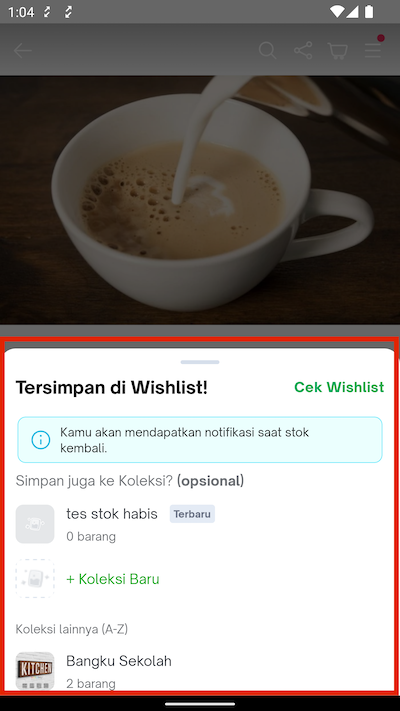 1:04
Tersimpan di Wishlist!
Cek Wishlist
Kamu akan mendapatkan notifikasi saat stok
kembali.
Simpan juga ke Koleksi? (opsional)
tes stok habis
Terbaru
0 barang
+ Koleksi Baru
Koleksi lainnya (A-Z)
KITCHEN
Bangku Sekolah
2 barang